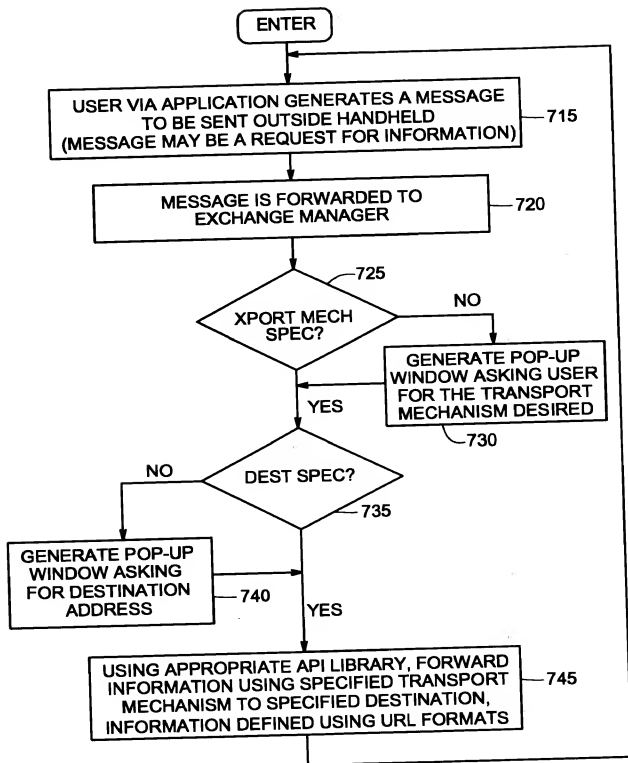 ENTER
USER VIA APPLICATION GENERATES A MESSAGE
TO BE SENT OUTSIDE HANDHELD
(MESSAGE MAY BE A REQUEST FOR INFORMATION)
715
MESSAGE IS FORWARDED TO
EXCHANGE MANAGER
720
725
XPORT MECH
SPEC?
NO
GENERATE POP-UP
WINDOW ASKING USER
FOR THE TRANSPORT
MECHANISM DESIRED
730
YES
DEST SPEC?
735
NO
GENERATE POP-UP
WINDOW ASKING
FOR DESTINATION
ADDRESS
740
YES
USING APPROPRIATE API LIBRARY, FORWARD
INFORMATION USING SPECIFIED TRANSPORT
MECHANISM TO SPECIFIED DESTINATION,
INFORMATION DEFINED USING URL FORMATS
745